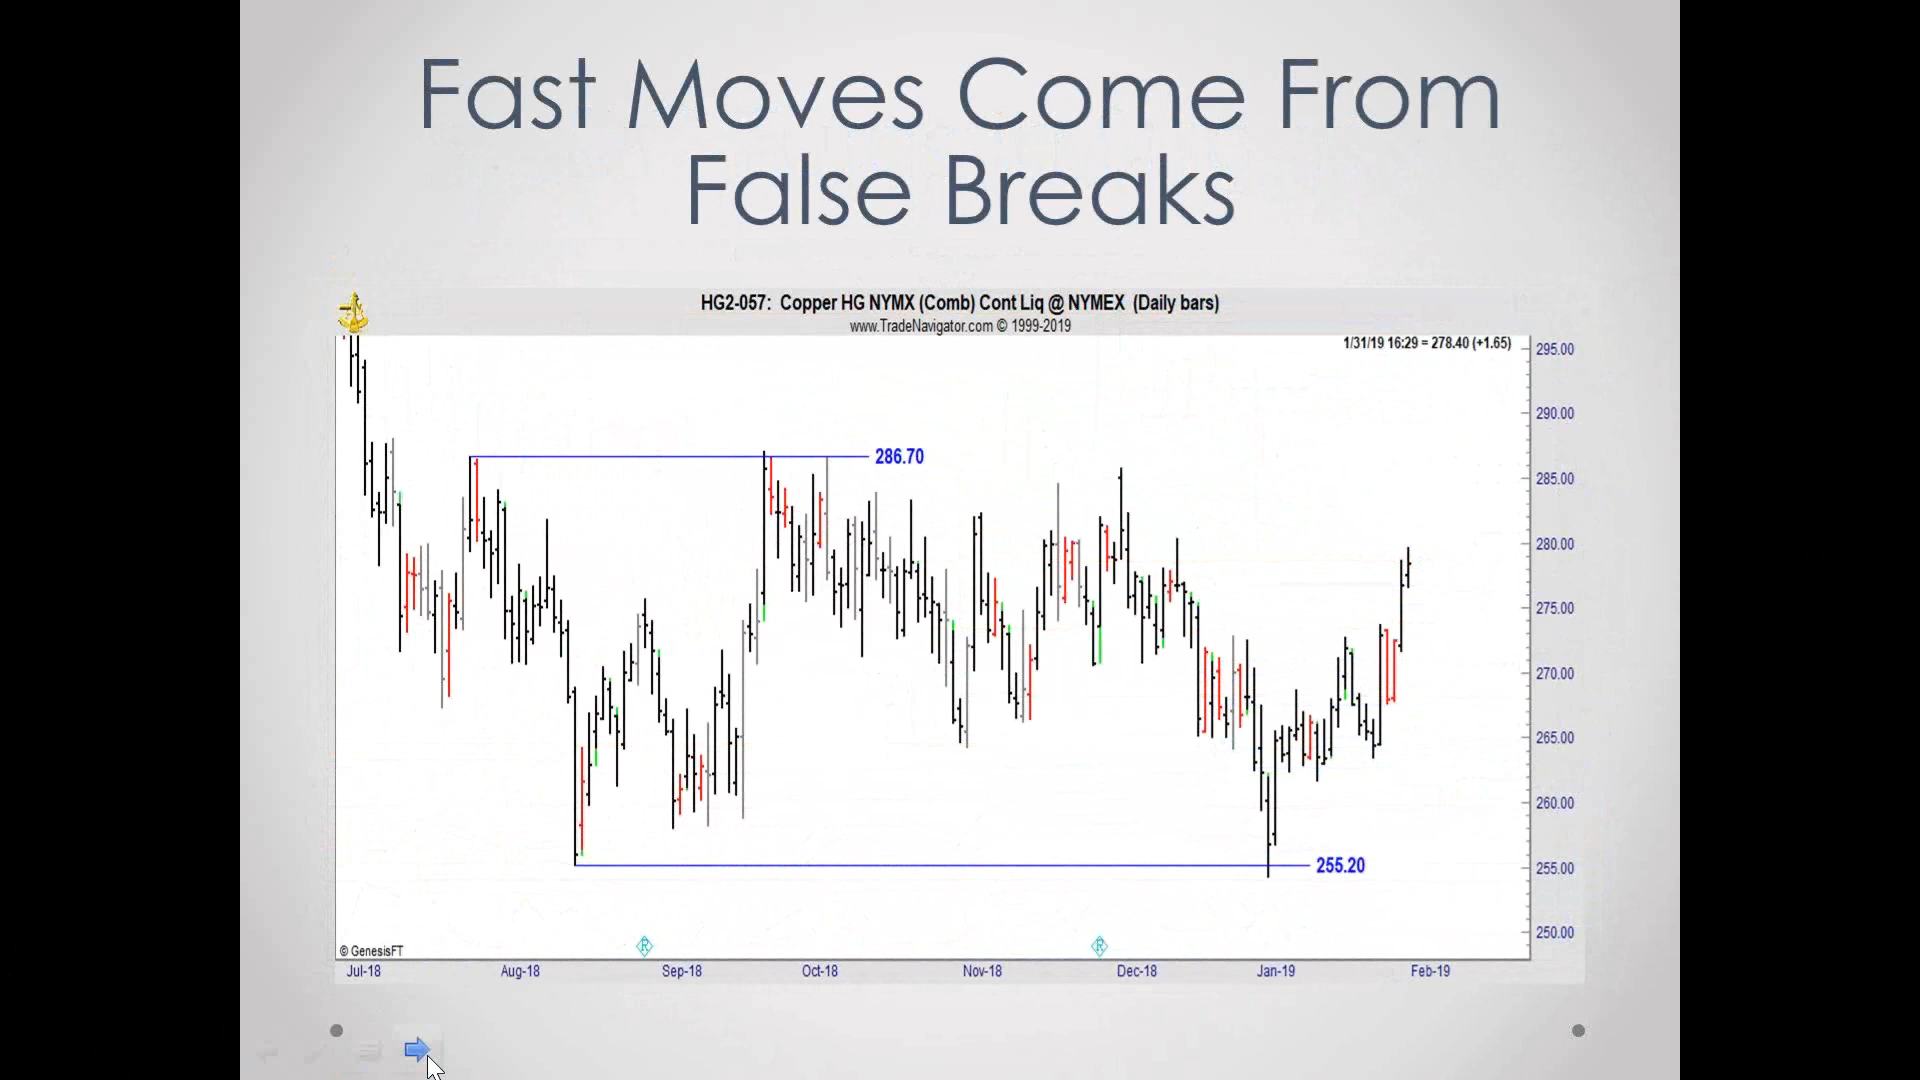 Fast Moves Come From
False Breaks
HG2-057: Copper HG NYMX (Comb) Cont Liq @ NYMEX (Daily bars)
www.TradeNavigator.com © 1999-2019
1/31/19 16:29 = 278.40 (+1.65)
295.00
290.00
286.70
285.00
280.00
275.00
270.00
265.00
260.00
255.20
255.00
250.00
R R
© GenesisFT
Jul-18 Aug-18 Sep-18 Oct-18 Nov-18 Dec-18 Jan-19 Feb-19